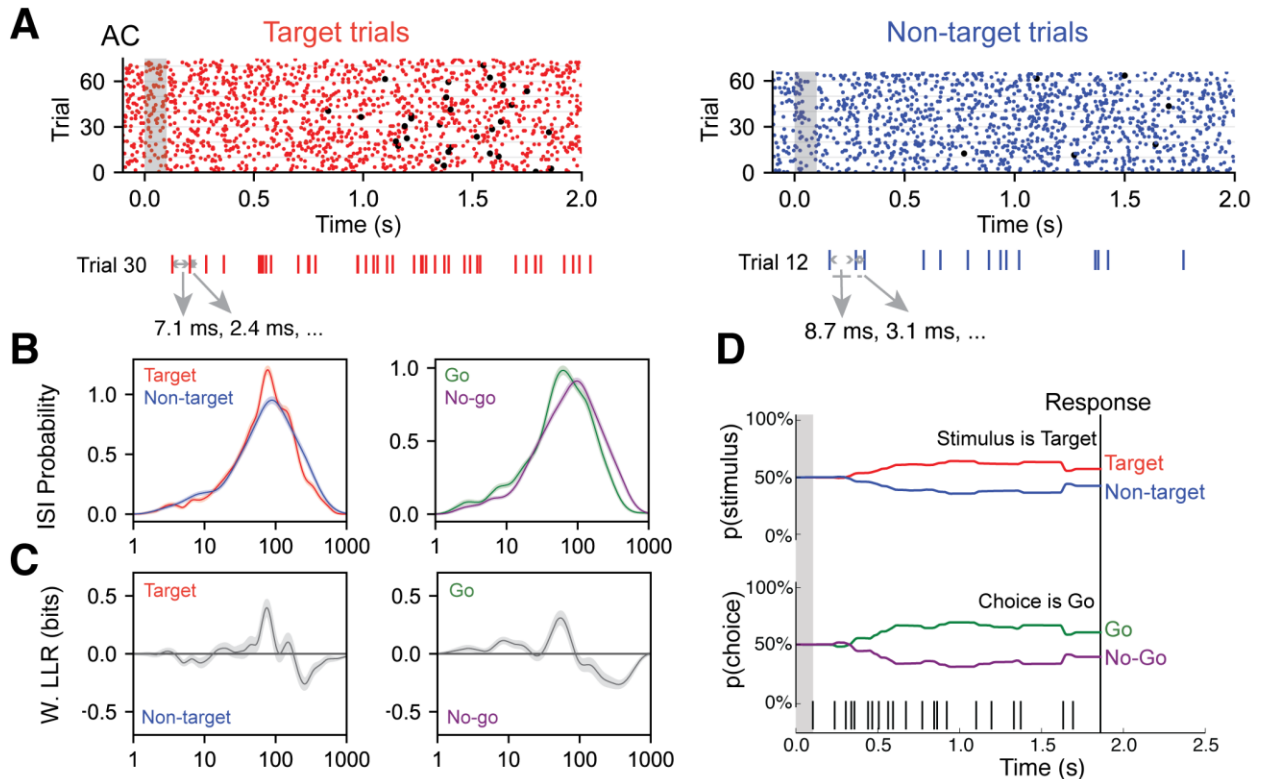 A
AC
Target trials
Non-target trials
Trial
60
30
0
0.0 0.5 1.0 1.5 2.0
Time (s)
Trial
60
30
0
0.0 0.5 1.0 1.5 2.0
Time (s)
Trial 30
7.1 ms, 2.4 ms, ...
Trial 12
8.7 ms, 3.1 ms, ...
B
ISI Probability
1.0
0.5
0.0
Target
Non-target
1 10 100 1000
1.0
0.5
0.0
Go
No-go
1 10 100 1000
C
W. LLR (bits)
0.5
0.0
-0.5
Target
Non-target
1 10 100 1000
0.5
0.0
-0.5
Go
No-go
1 10 100 1000
D
Response
p(stimulus)
100%
50%
0%
Stimulus is Target
Target
Non-target
p(choice)
100%
50%
0%
Choice is Go
Go
No-Go
0.0 0.5 1.0 1.5 2.0 2.5
Time (s)